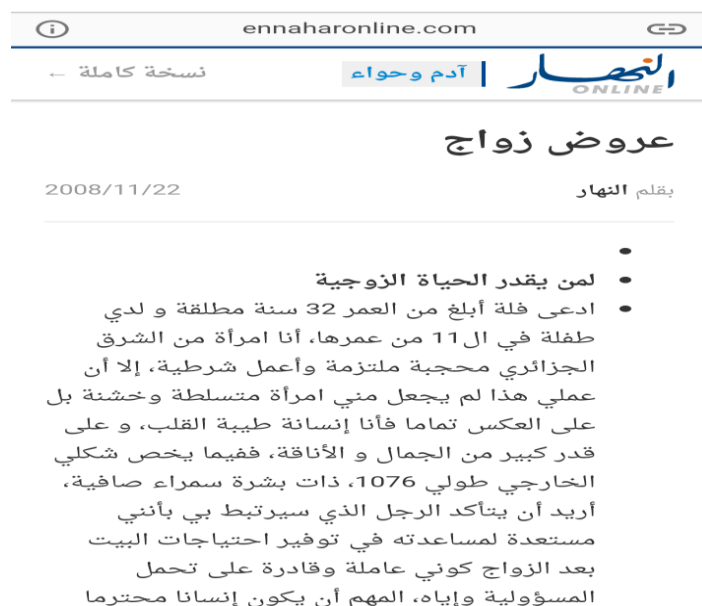 ennaharonline.com
النهار
ONLINE
آدم وحواء
نسخة كاملة ←
عروض زواج
بقلم النهار
2008/11/22
لمن يقدر الحياة الزوجية
ادعى فلة أبلغ من العمر 32 سنة مطلقة و لدي
طفلة في ال11 من عمرها، أنا امرأة من الشرق
الجزائري محجبة ملتزمة وأعمل شرطية، إلا أن
عملي هذا لم يجعل مني امرأة متسلطة وخشنة بل
على العكس تماما فأنا إنسانة طيبة القلب، و على
قدر كبير من الجمال و الأناقة، ففيما يخص شكلي
الخارجي طولي 1076، ذات بشرة سمراء صافية،
أريد أن يتأكد الرجل الذي سيرتبط بي بأنني
مستعدة لمساعدته في توفير احتياجات البيت
بعد الزواج كوني عاملة وقادرة على تحمل
المسؤولية وإياه، المهم أن يكون إنسانا محترما